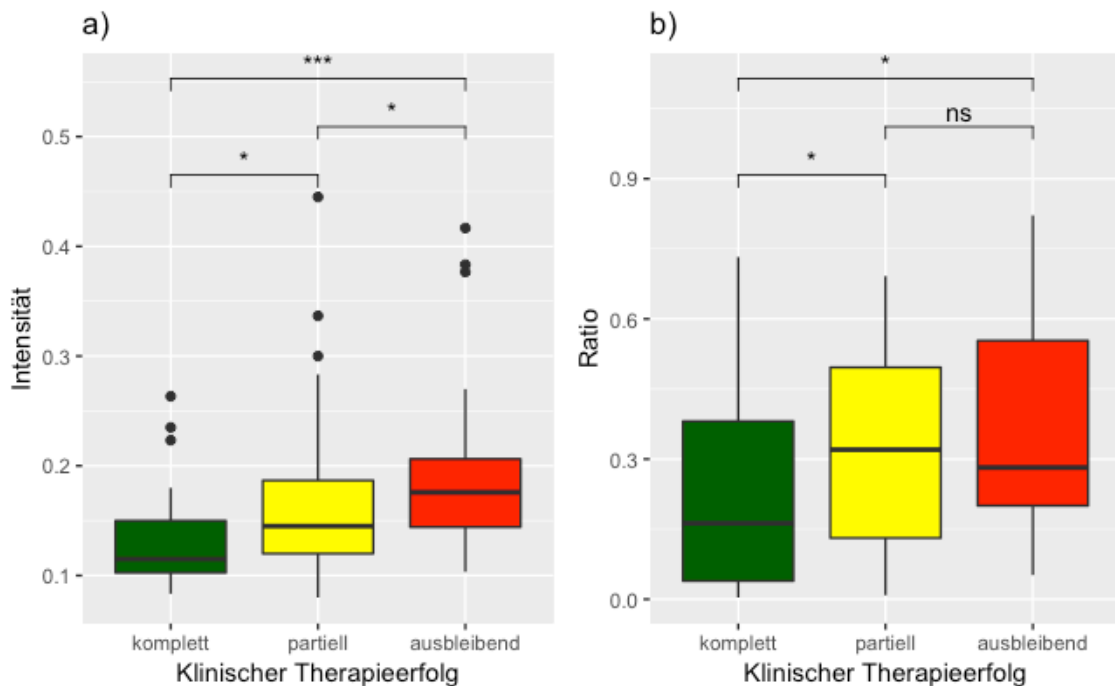 a)
***
*
*
0.5
0.4
0.3
0.2
0.1
Intensität
komplett partiell ausbleibend
Klinischer Therapieerfolg
b)
*
ns
*
0.9
0.6
0.3
0.0
Ratio
komplett partiell ausbleibend
Klinischer Therapieerfolg